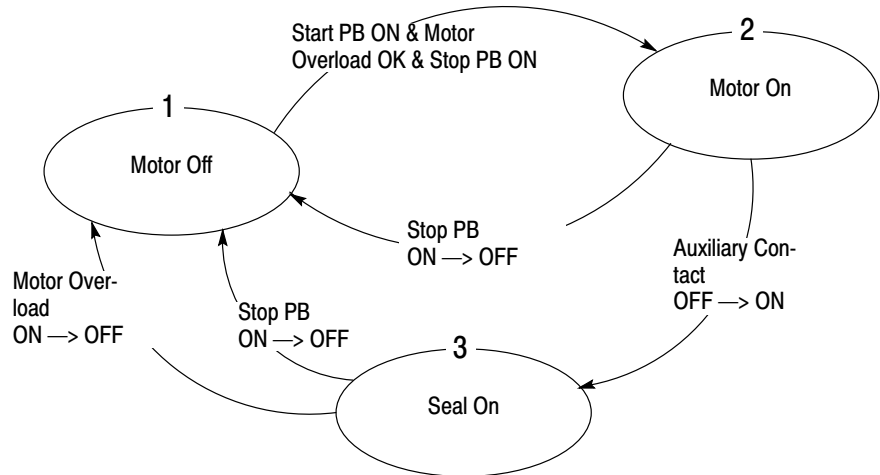 Start PB ON & Motor
Overload OK & Stop PB ON
2
Motor On
1
Motor Off
Stop PB
ON —> OFF
Auxiliary Con-
tact
OFF —> ON
Motor Over-
load
ON —> OFF
Stop PB
ON —> OFF
3
Seal On